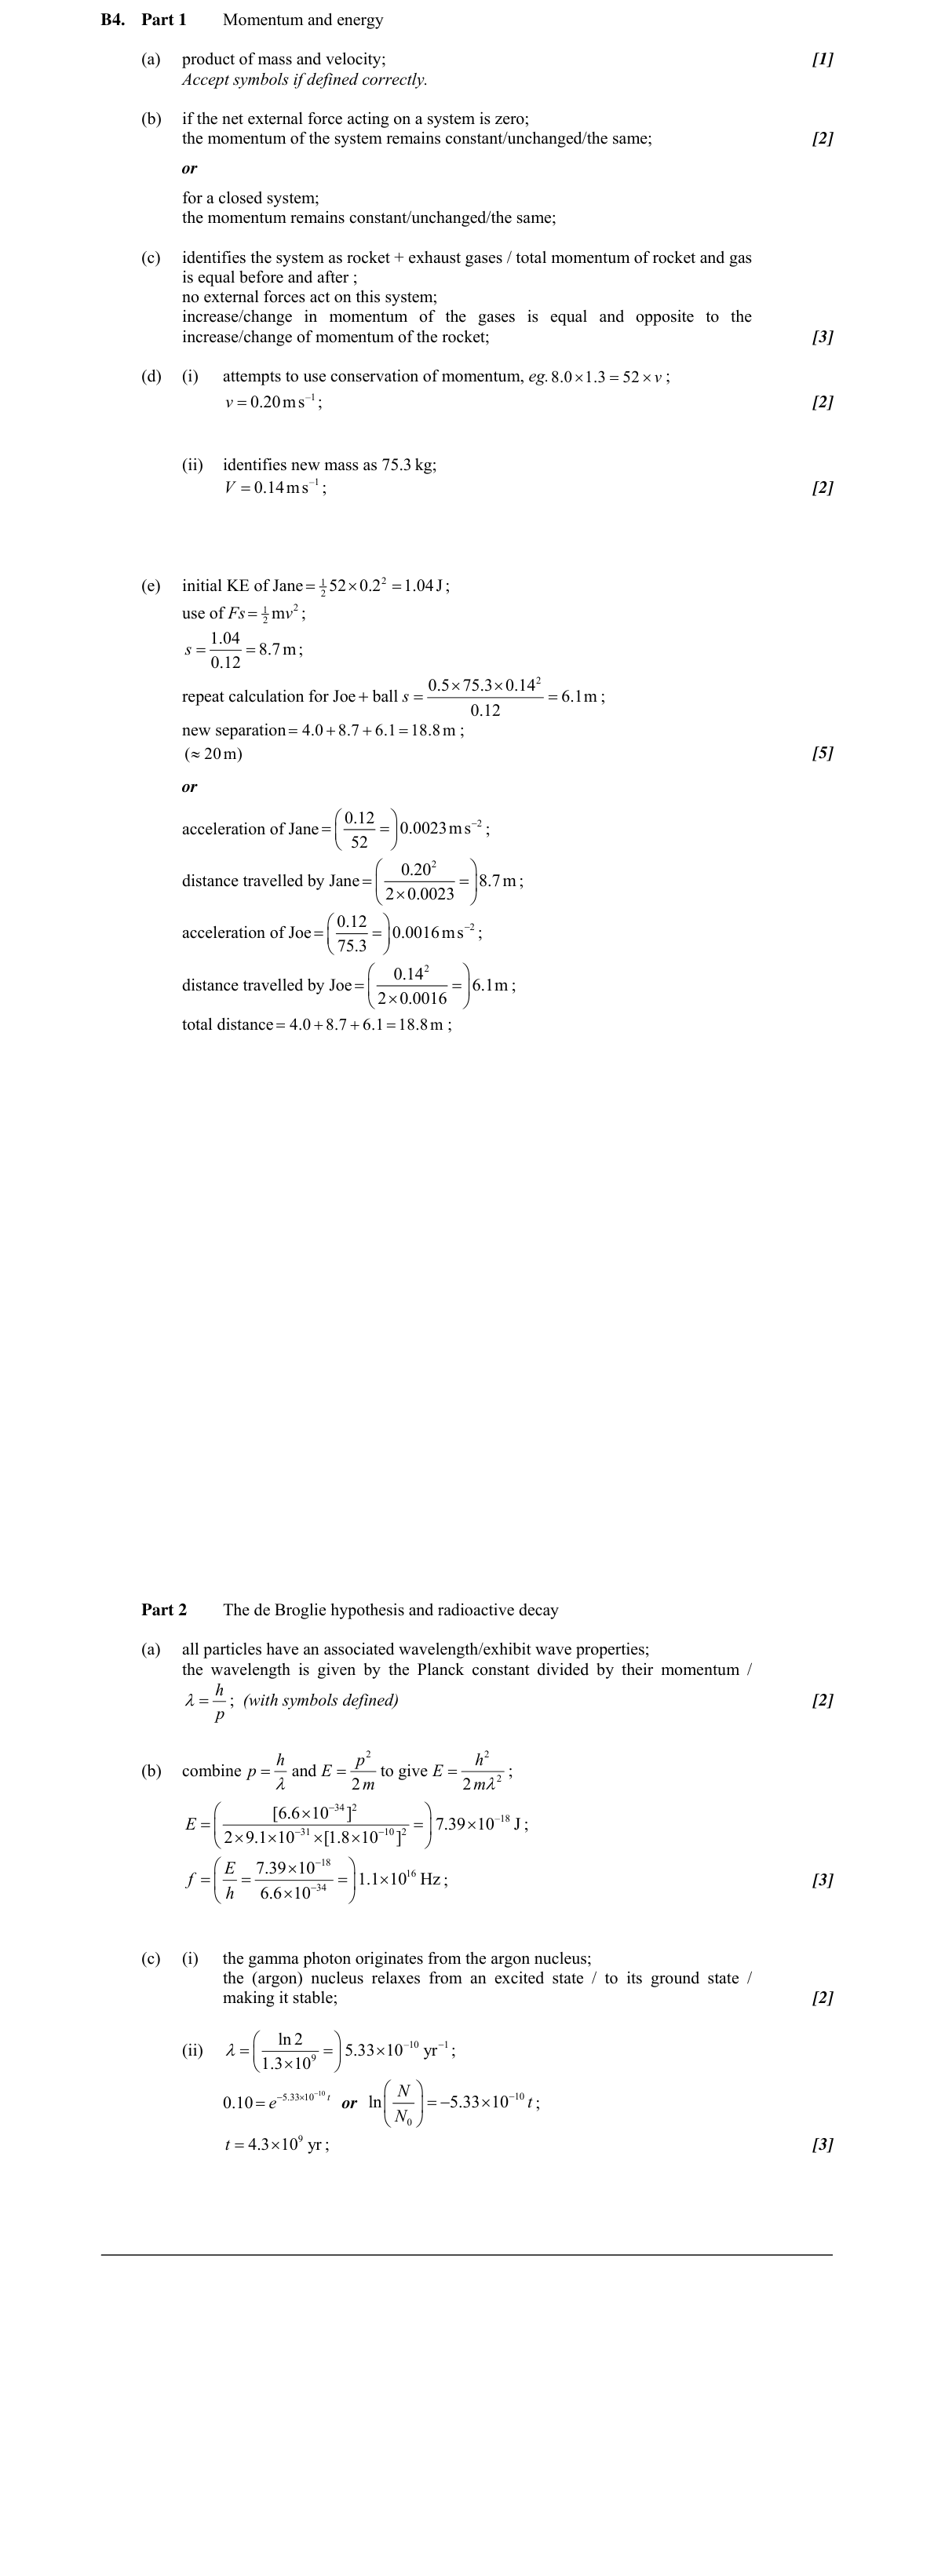 B4. Part 1 Momentum and energy
(a) product of mass and velocity; [1]
Accept symbols if defined correctly.
(b) if the net external force acting on a system is zero;
the momentum of the system remains constant/unchanged/the same; [2]
or
for a closed system;
the momentum remains constant/unchanged/the same;
(c) identifies the system as rocket + exhaust gases / total momentum of rocket and gas
is equal before and after ;
no external forces act on this system;
increase/change in momentum of the gases is equal and opposite to the
increase/change of momentum of the rocket; [3]
(d) (i) attempts to use conservation of momentum, eg. 8.0×1.3 = 52×v ;
v = 0.20 m s⁻¹ ; [2]
(ii) identifies new mass as 75.3 kg;
V = 0.14 m s⁻¹ ; [2]
(e) initial KE of Jane = ½ 52×0.2² = 1.04 J ;
use of Fs = ½ mv² ;
s = 1.04/0.12 = 8.7 m ;
repeat calculation for Joe + ball s = (0.5×75.3×0.14²)/0.12 = 6.1 m ;
new separation = 4.0 + 8.7 + 6.1 = 18.8 m ;
(≈ 20 m) [5]
or
acceleration of Jane = (0.12/52 =) 0.0023 m s⁻² ;
distance travelled by Jane = (0.20²/(2×0.0023) =) 8.7 m ;
acceleration of Joe = (0.12/75.3 =) 0.0016 m s⁻² ;
distance travelled by Joe = (0.14²/(2×0.0016) =) 6.1 m ;
total distance = 4.0 + 8.7 + 6.1 = 18.8 m ;
Part 2 The de Broglie hypothesis and radioactive decay
(a) all particles have an associated wavelength/exhibit wave properties;
the wavelength is given by the Planck constant divided by their momentum /
λ = h/p ; (with symbols defined) [2]
(b) combine p = h/λ and E = p²/2m to give E = h²/2mλ² ;
E = ([6.6×10⁻³⁴]²/(2×9.1×10⁻³¹×[1.8×10⁻¹⁰]²) =) 7.39×10⁻¹⁸ J ;
f = (E/h = 7.39×10⁻¹⁸/6.6×10⁻³⁴ =) 1.1×10¹⁶ Hz ; [3]
(c) (i) the gamma photon originates from the argon nucleus;
the (argon) nucleus relaxes from an excited state / to its ground state /
making it stable; [2]
(ii) λ = (ln 2/1.3×10⁹ =) 5.33×10⁻¹⁰ yr⁻¹ ;
0.10 = e^(−5.33×10⁻¹⁰ t) or ln(N/N₀) = −5.33×10⁻¹⁰ t ;
t = 4.3×10⁹ yr ; [3]